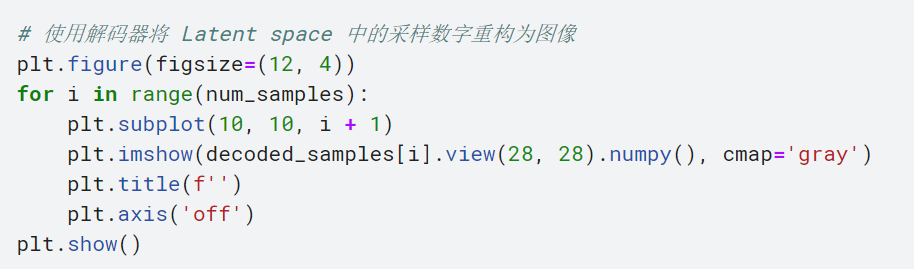 # 使用解码器将 Latent space 中的采样数字重构为图像
plt.figure(figsize=(12, 4))
for i in range(num_samples):
    plt.subplot(10, 10, i + 1)
    plt.imshow(decoded_samples[i].view(28, 28).numpy(), cmap='gray')
    plt.title(f'')
    plt.axis('off')
plt.show()